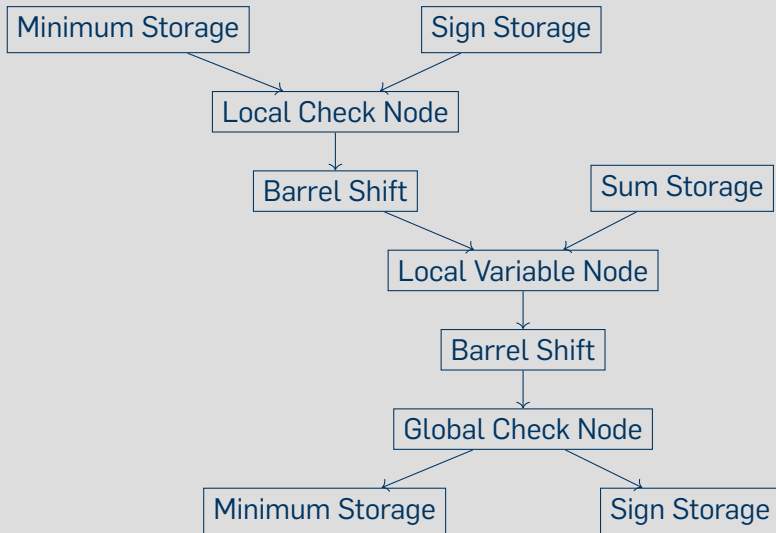 Minimum Storage
Sign Storage
Local Check Node
Barrel Shift
Sum Storage
Local Variable Node
Barrel Shift
Global Check Node
Minimum Storage
Sign Storage